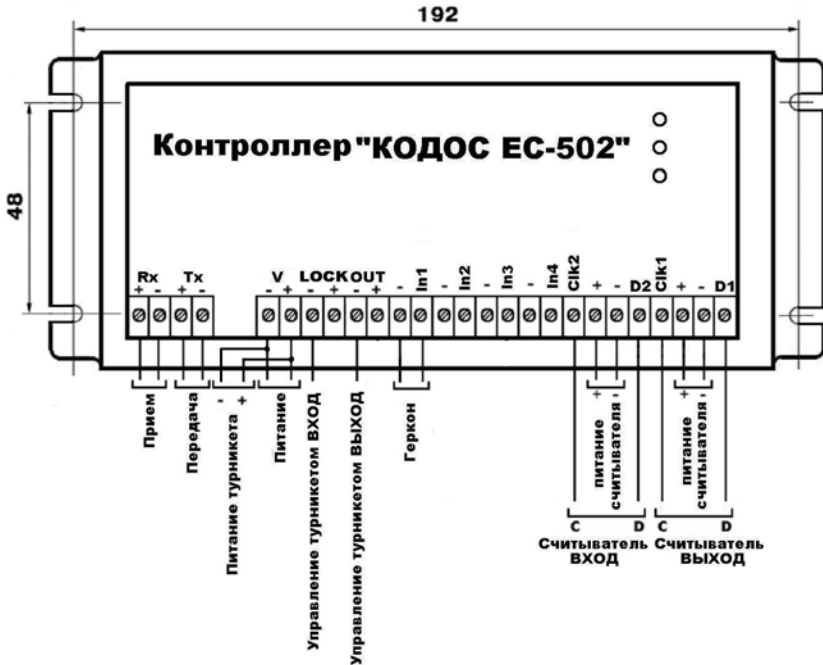 192
48
Контроллер "КОДОС ЕС-502"
Rx Tx V LOCK OUT - In1 - In2 - In3 - In4 Clk2 + - D2 Clk1 + - D1
+ - + - - + - + - +
Прием
Передача
- +
Питание турникета
Питание
Управление турникетом ВХОД
Управление турникетом ВЫХОД
Геркон
+ -
питание
считывателя
+ -
питание
считывателя
C D
Считыватель
ВХОД
C D
Считыватель
ВЫХОД